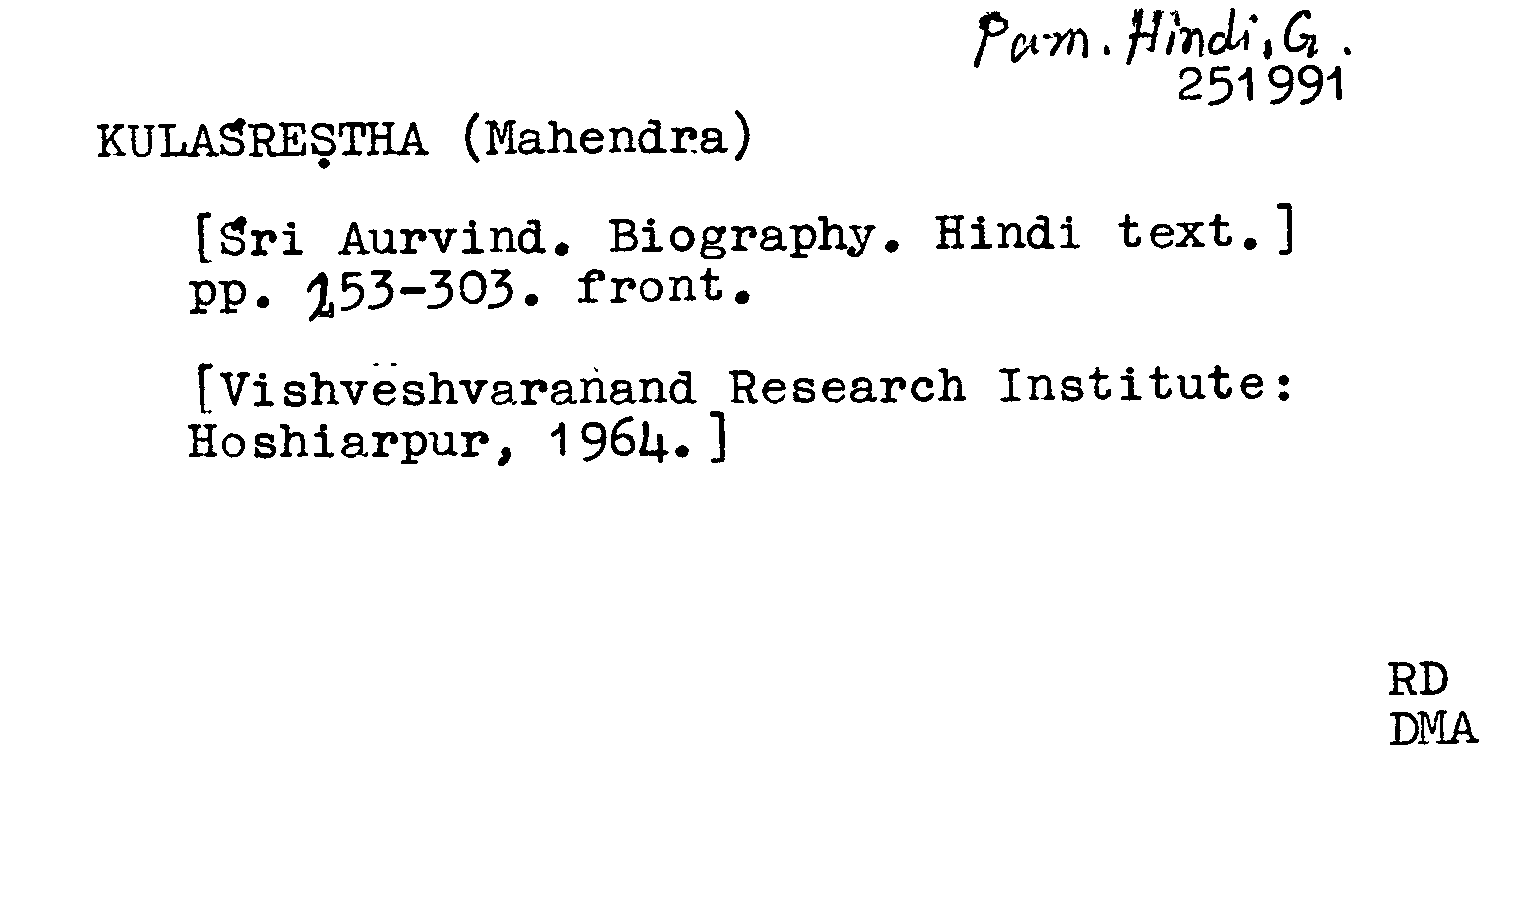 Pam. Hindi, G.
251991
KULAŚREṢTHA (Mahendra)
[Śri Aurvind. Biography. Hindi text.]
pp. 253-303. front.
[Vishveshvaranand Research Institute:
Hoshiarpur, 1964.]
RD
DMA